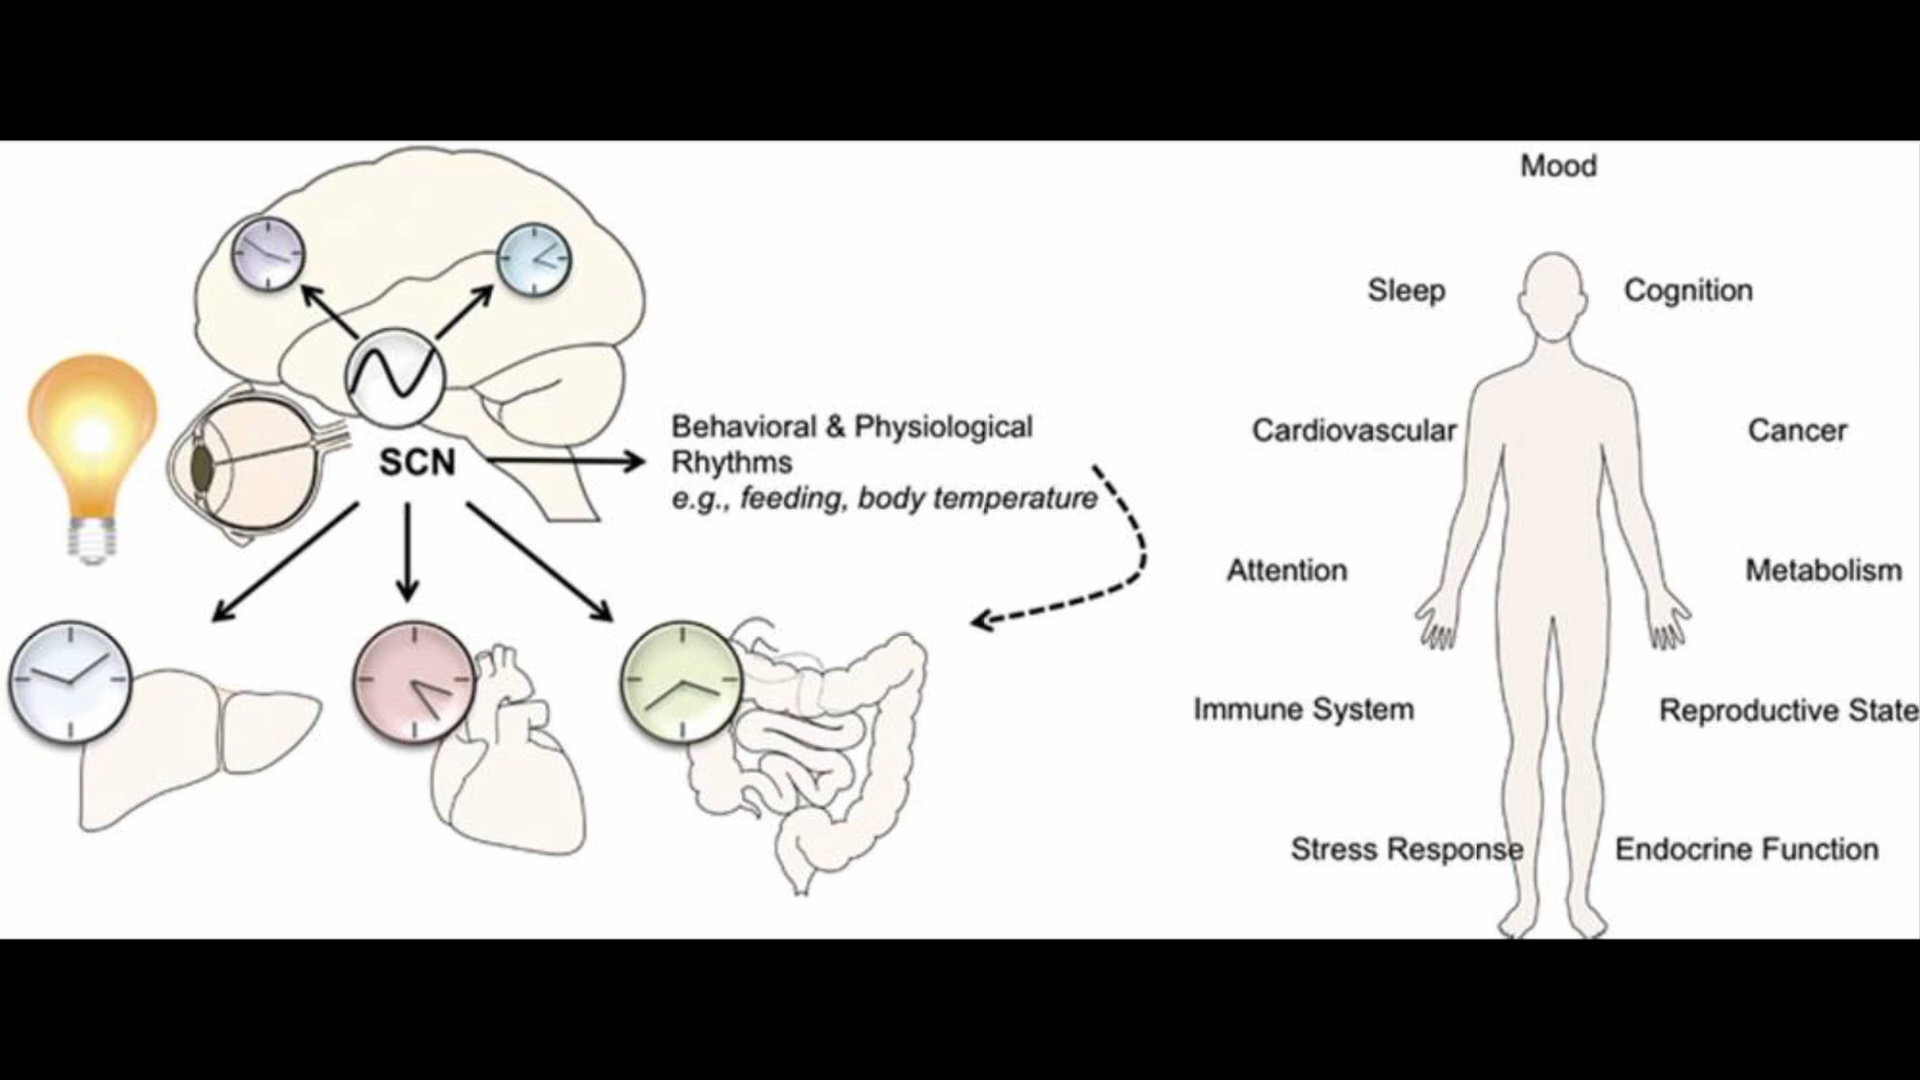 SCN
Behavioral & Physiological
Rhythms
e.g., feeding, body temperature
Mood
Sleep
Cognition
Cardiovascular
Cancer
Attention
Metabolism
Immune System
Reproductive State
Stress Response
Endocrine Function